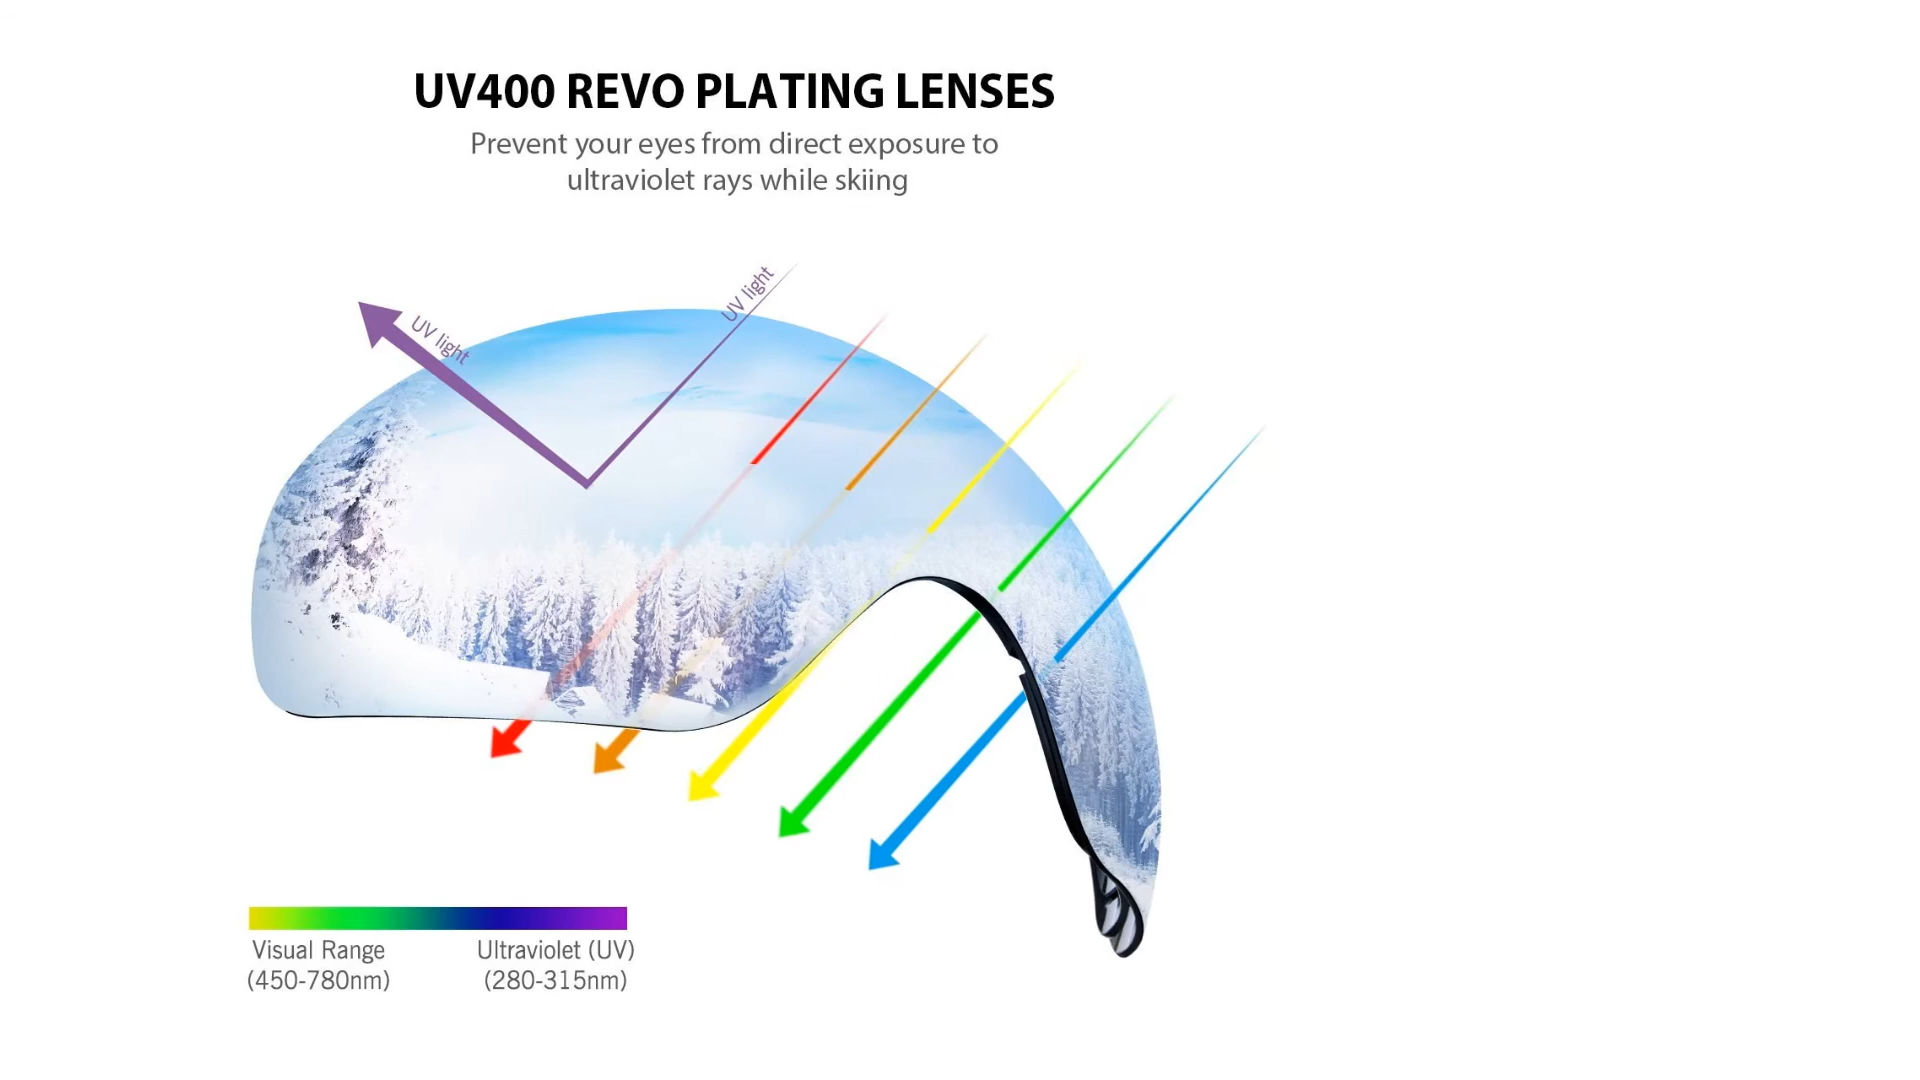 UV400 REVO PLATING LENSES
Prevent your eyes from direct exposure to
ultraviolet rays while skiing
UV light
UV light
Visual Range
(450-780nm)
Ultraviolet (UV)
(280-315nm)